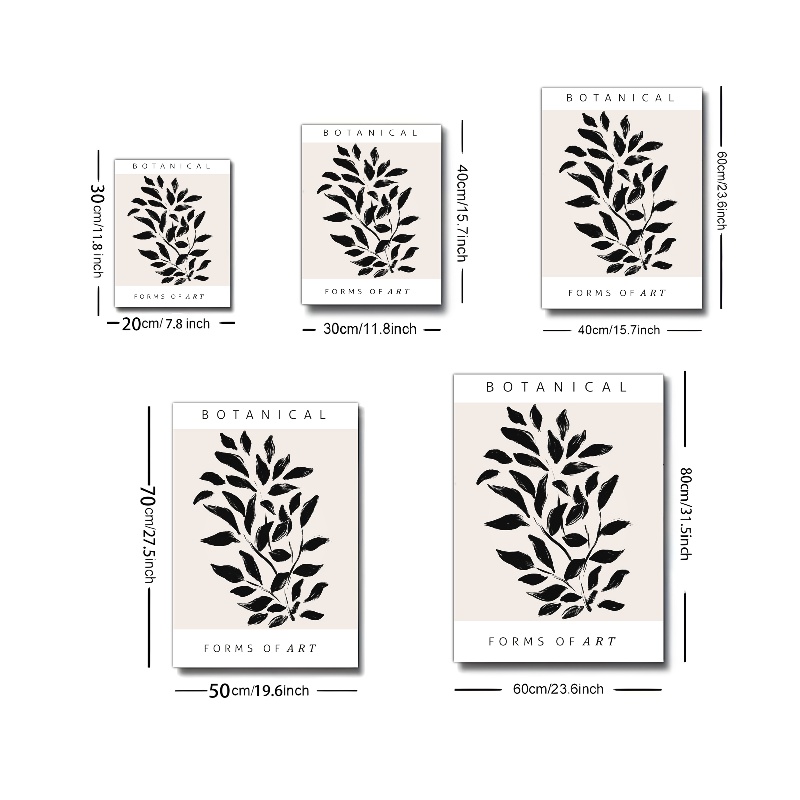 BOTANICAL
FORMS OF ART
30cm/11.8 inch
20cm/ 7.8 inch
BOTANICAL
FORMS OF ART
40cm/15.7inch
30cm/11.8inch
BOTANICAL
FORMS OF ART
60cm/23.6inch
40cm/15.7inch
BOTANICAL
FORMS OF ART
70cm/27.5inch
50cm/19.6inch
BOTANICAL
FORMS OF ART
80cm/31.5inch
60cm/23.6inch